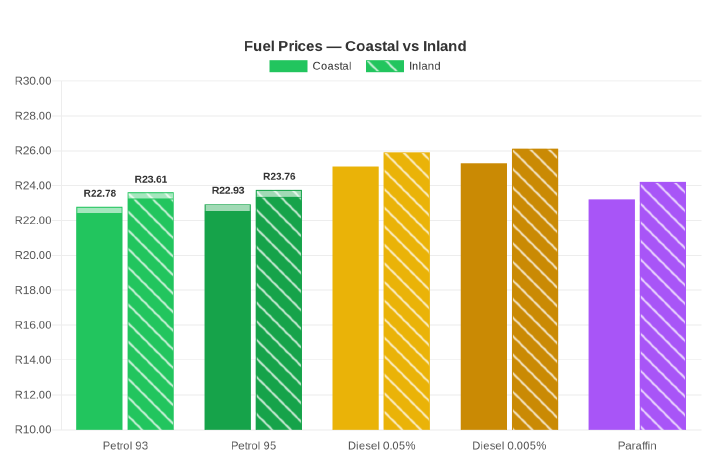 Fuel Prices — Coastal vs Inland
Coastal Inland
R30.00
R28.00
R26.00
R24.00
R22.00
R20.00
R18.00
R16.00
R14.00
R12.00
R10.00
R22.78 R23.61 R22.93 R23.76
Petrol 93 Petrol 95 Diesel 0.05% Diesel 0.005% Paraffin